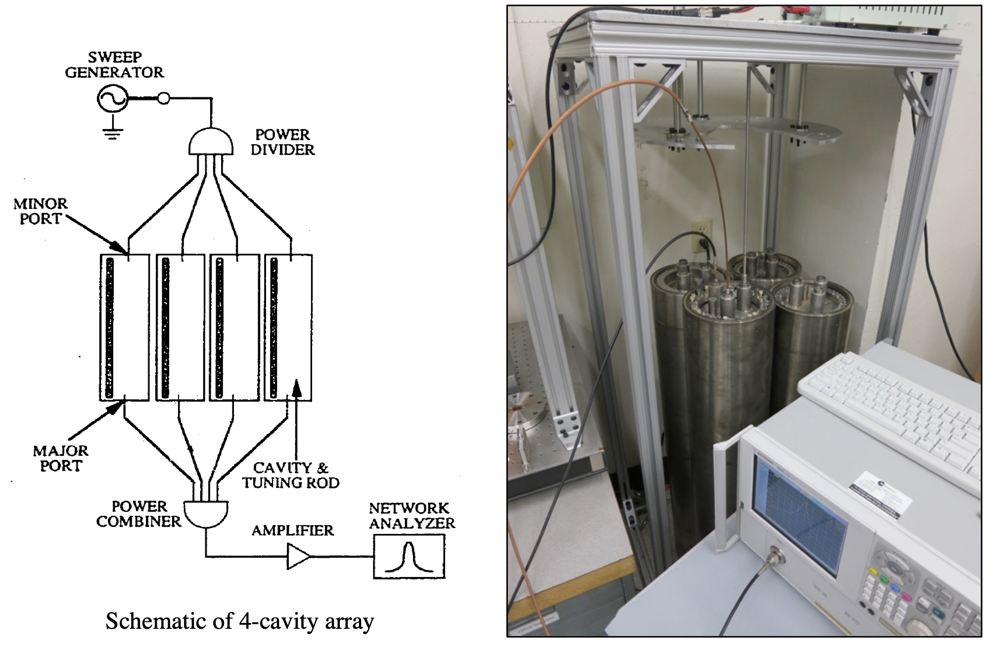 SWEEP
GENERATOR
POWER
DIVIDER
MINOR
PORT
MAJOR
PORT
CAVITY &
TUNING ROD
POWER
COMBINER
AMPLIFIER
NETWORK
ANALYZER
Schematic of 4-cavity array